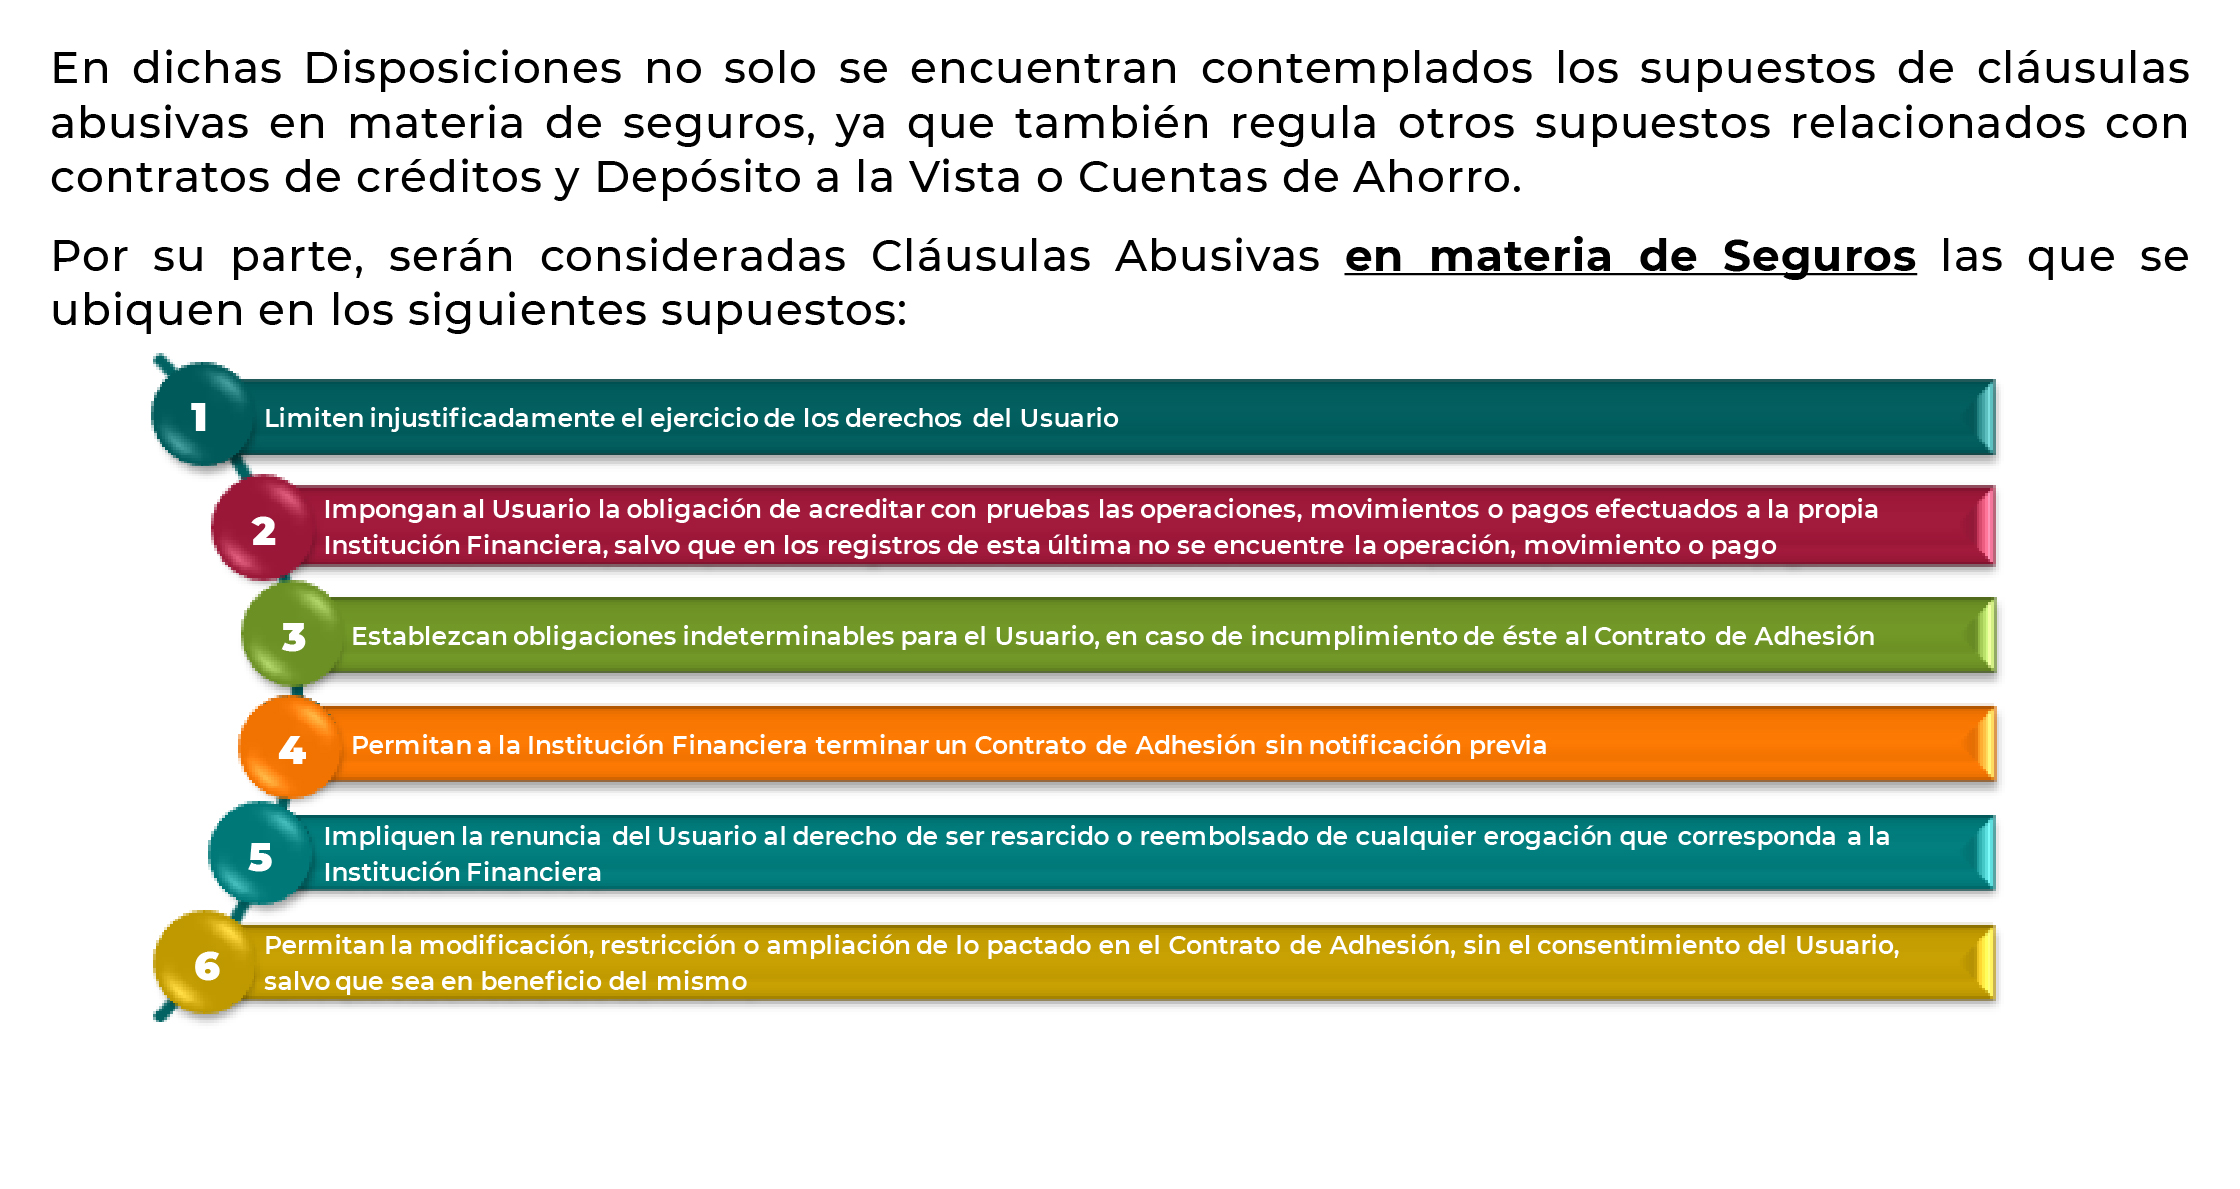 En dichas Disposiciones no solo se encuentran contemplados los supuestos de cláusulas
abusivas en materia de seguros, ya que también regula otros supuestos relacionados con
contratos de créditos y Depósito a la Vista o Cuentas de Ahorro.
Por su parte, serán consideradas Cláusulas Abusivas en materia de Seguros las que se
ubiquen en los siguientes supuestos:
1 Limiten injustificadamente el ejercicio de los derechos del Usuario
2 Impongan al Usuario la obligación de acreditar con pruebas las operaciones, movimientos o pagos efectuados a la propia
Institución Financiera, salvo que en los registros de esta última no se encuentre la operación, movimiento o pago
3 Establezcan obligaciones indeterminables para el Usuario, en caso de incumplimiento de éste al Contrato de Adhesión
4 Permitan a la Institución Financiera terminar un Contrato de Adhesión sin notificación previa
5 Impliquen la renuncia del Usuario al derecho de ser resarcido o reembolsado de cualquier erogación que corresponda a la
Institución Financiera
6 Permitan la modificación, restricción o ampliación de lo pactado en el Contrato de Adhesión, sin el consentimiento del Usuario,
salvo que sea en beneficio del mismo